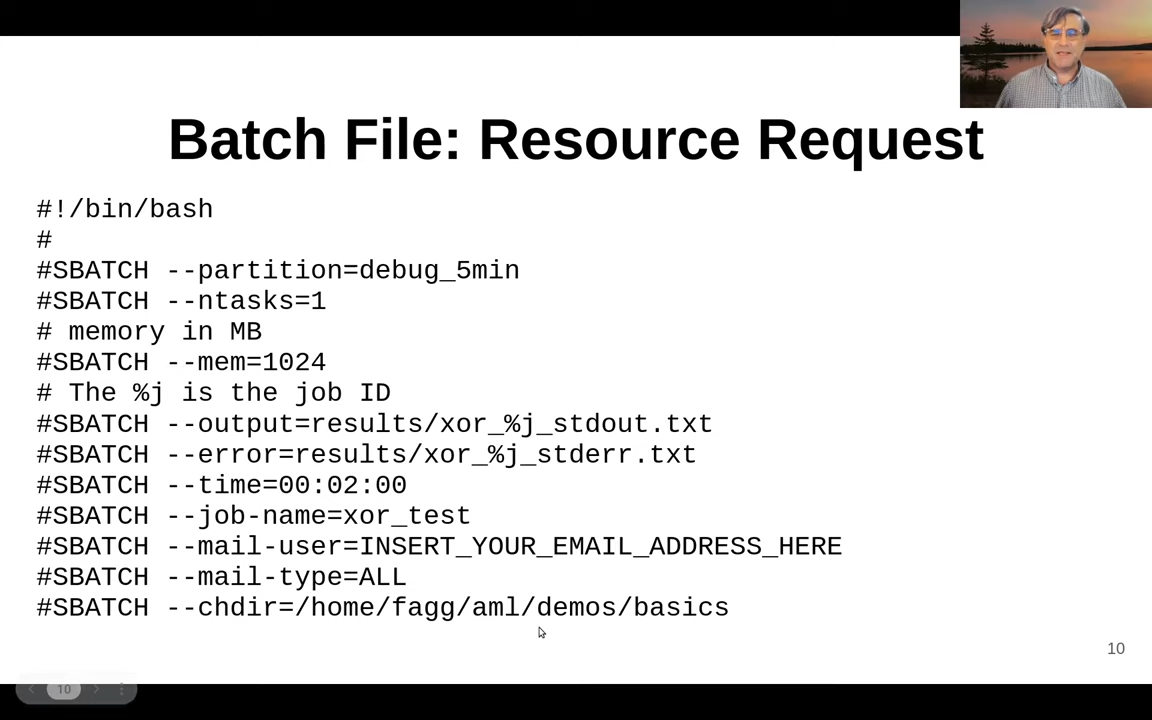 Batch File: Resource Request
#!/bin/bash
#
#SBATCH --partition=debug_5min
#SBATCH --ntasks=1
# memory in MB
#SBATCH --mem=1024
# The %j is the job ID
#SBATCH --output=results/xor_%j_stdout.txt
#SBATCH --error=results/xor_%j_stderr.txt
#SBATCH --time=00:02:00
#SBATCH --job-name=xor_test
#SBATCH --mail-user=INSERT_YOUR_EMAIL_ADDRESS_HERE
#SBATCH --mail-type=ALL
#SBATCH --chdir=/home/fagg/aml/demos/basics
10
10